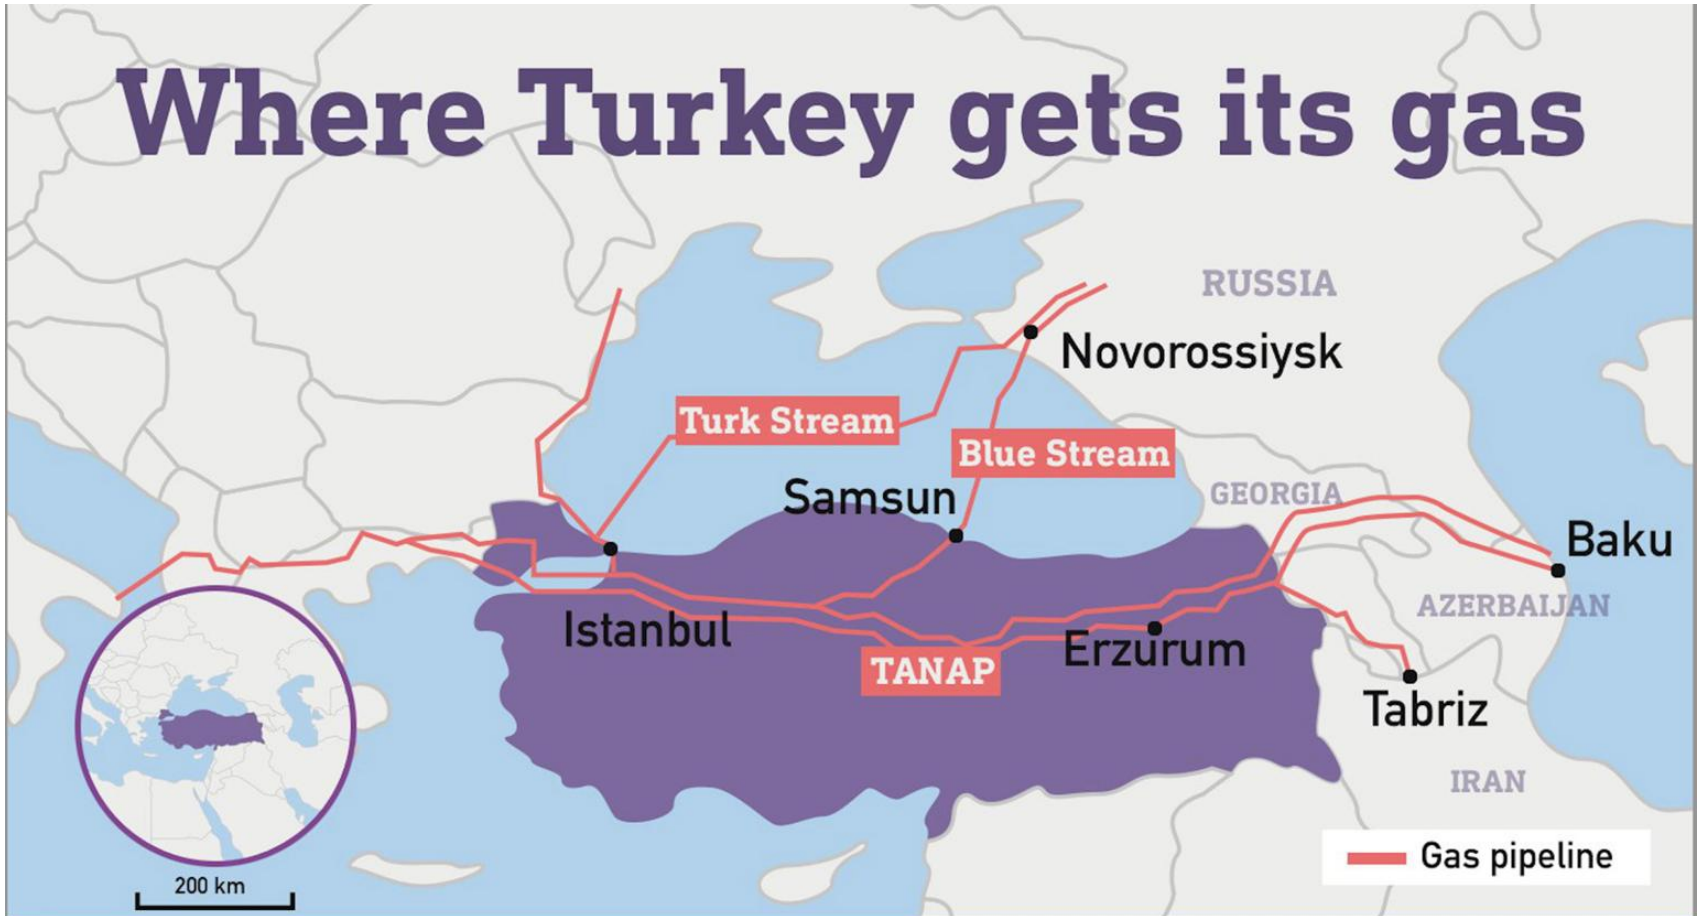 Where Turkey gets its gas
RUSSIA
Novorossiysk
Turk Stream
Blue Stream
Samsun
GEORGIA
Baku
AZERBAIJAN
Istanbul
Erzurum
TANAP
Tabriz
IRAN
Gas pipeline
200 km